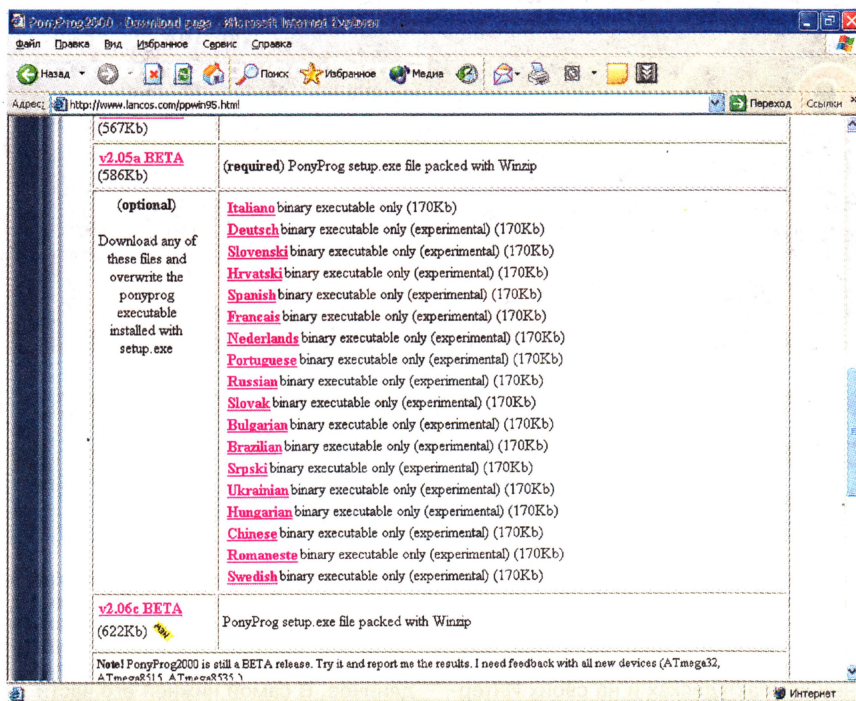 PonyProg2000 - Download page - Microsoft Internet Explorer
Файл Правка Вид Избранное Сервис Справка
Назад Поиск Избранное Медиа
Адрес: http://www.lancos.com/ppwin95.html Переход Ссылки »
(567Kb)
v2.05a BETA
(586Kb)
(required) PonyProg setup.exe file packed with Winzip
(optional)
Download any of
these files and
overwrite the
ponyprog
executable
installed with
setup.exe
Italiano binary executable only (170Kb)
Deutsch binary executable only (experimental) (170Kb)
Slovenski binary executable only (experimental) (170Kb)
Hrvatski binary executable only (experimental) (170Kb)
Spanish binary executable only (experimental) (170Kb)
Francais binary executable only (experimental) (170Kb)
Nederlands binary executable only (experimental) (170Kb)
Portuguese binary executable only (experimental) (170Kb)
Russian binary executable only (experimental) (170Kb)
Slovak binary executable only (experimental) (170Kb)
Bulgarian binary executable only (experimental) (170Kb)
Brazilian binary executable only (experimental) (170Kb)
Srpski binary executable only (experimental) (170Kb)
Ukrainian binary executable only (experimental) (170Kb)
Hungarian binary executable only (experimental) (170Kb)
Chinese binary executable only (experimental) (170Kb)
Romaneste binary executable only (experimental) (170Kb)
Swedish binary executable only (experimental) (170Kb)
v2.06c BETA
(622Kb) NEW
PonyProg setup.exe file packed with Winzip
Note! PonyProg2000 is still a BETA release. Try it and report me the results. I need feedback with all new devices (ATmega32,
ATmega8515, ATmega8535.)
Интернет